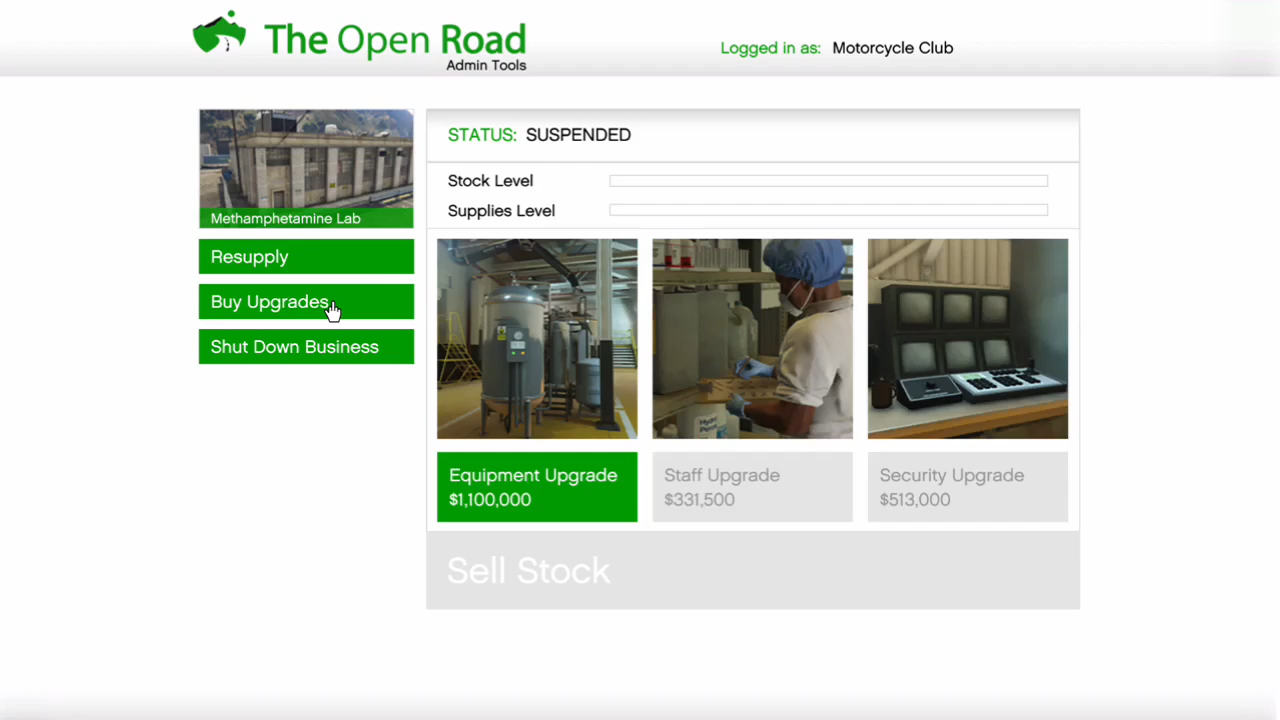 The Open Road
Admin Tools
Logged in as: Motorcycle Club
Methamphetamine Lab
Resupply
Buy Upgrades
Shut Down Business
STATUS: SUSPENDED
Stock Level
Supplies Level
Equipment Upgrade
$1,100,000
Staff Upgrade
$331,500
Security Upgrade
$513,000
Sell Stock